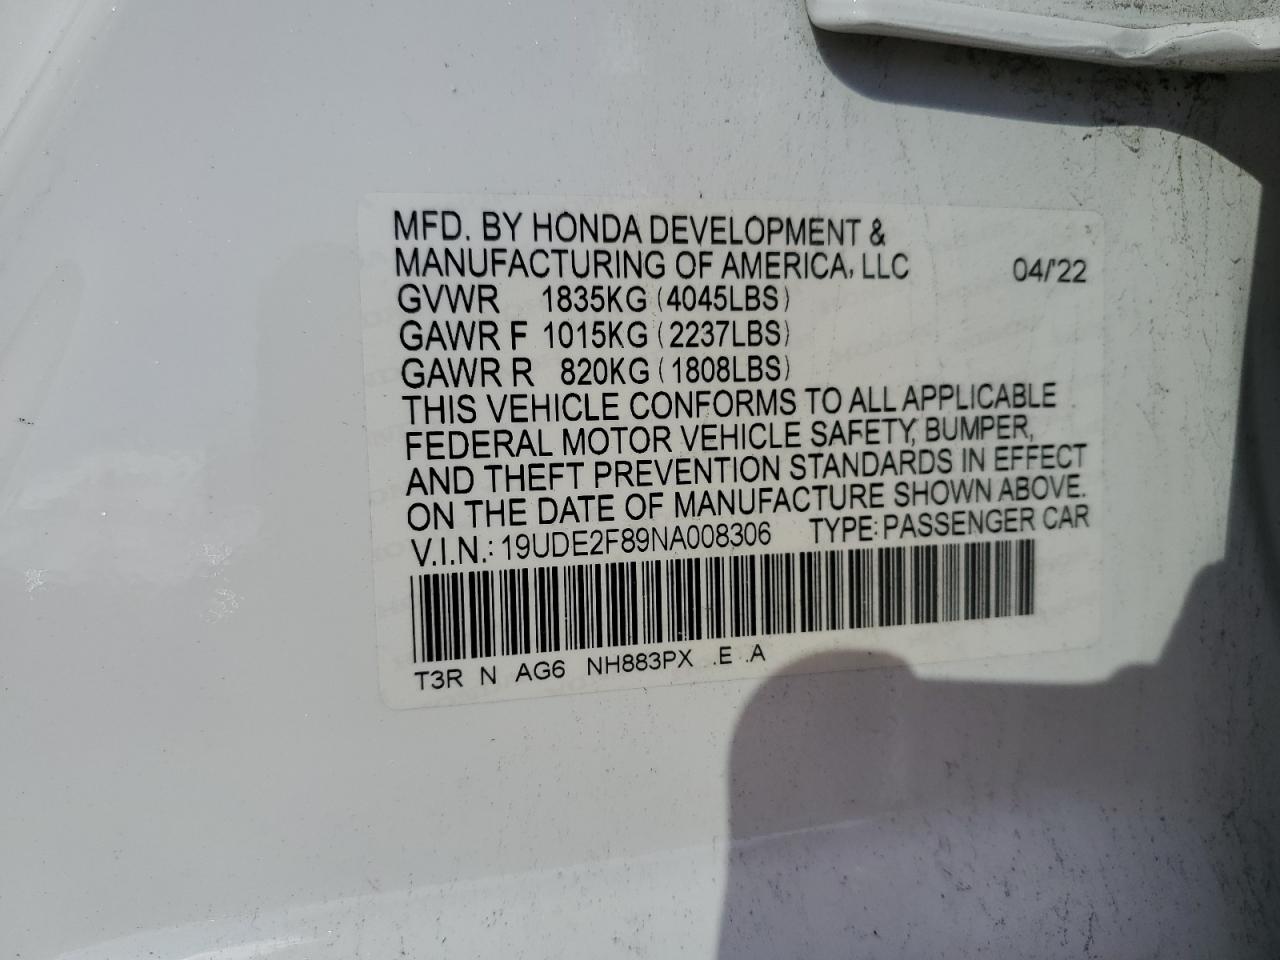 MFD. BY HONDA DEVELOPMENT &
MANUFACTURING OF AMERICA, LLC 04/'22
GVWR 1835KG (4045LBS)
GAWR F 1015KG (2237LBS)
GAWR R 820KG (1808LBS)
THIS VEHICLE CONFORMS TO ALL APPLICABLE
FEDERAL MOTOR VEHICLE SAFETY, BUMPER,
AND THEFT PREVENTION STANDARDS IN EFFECT
ON THE DATE OF MANUFACTURE SHOWN ABOVE.
V.I.N.: 19UDE2F89NA008306 TYPE: PASSENGER CAR
T3R N AG6 NH883PX .E .A